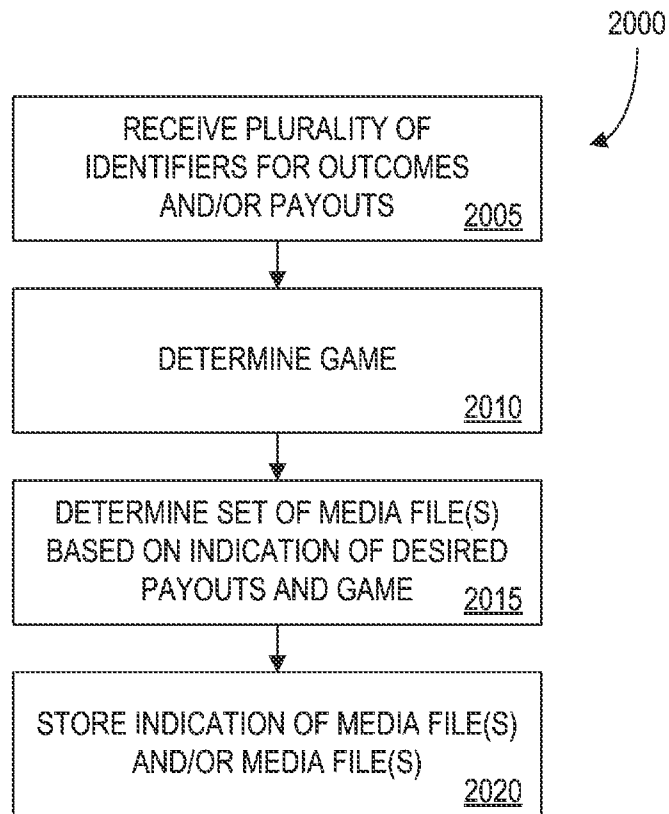 2000
RECEIVE PLURALITY OF
IDENTIFIERS FOR OUTCOMES
AND/OR PAYOUTS
2005
DETERMINE GAME
2010
DETERMINE SET OF MEDIA FILE(S)
BASED ON INDICATION OF DESIRED
PAYOUTS AND GAME
2015
STORE INDICATION OF MEDIA FILE(S)
AND/OR MEDIA FILE(S)
2020